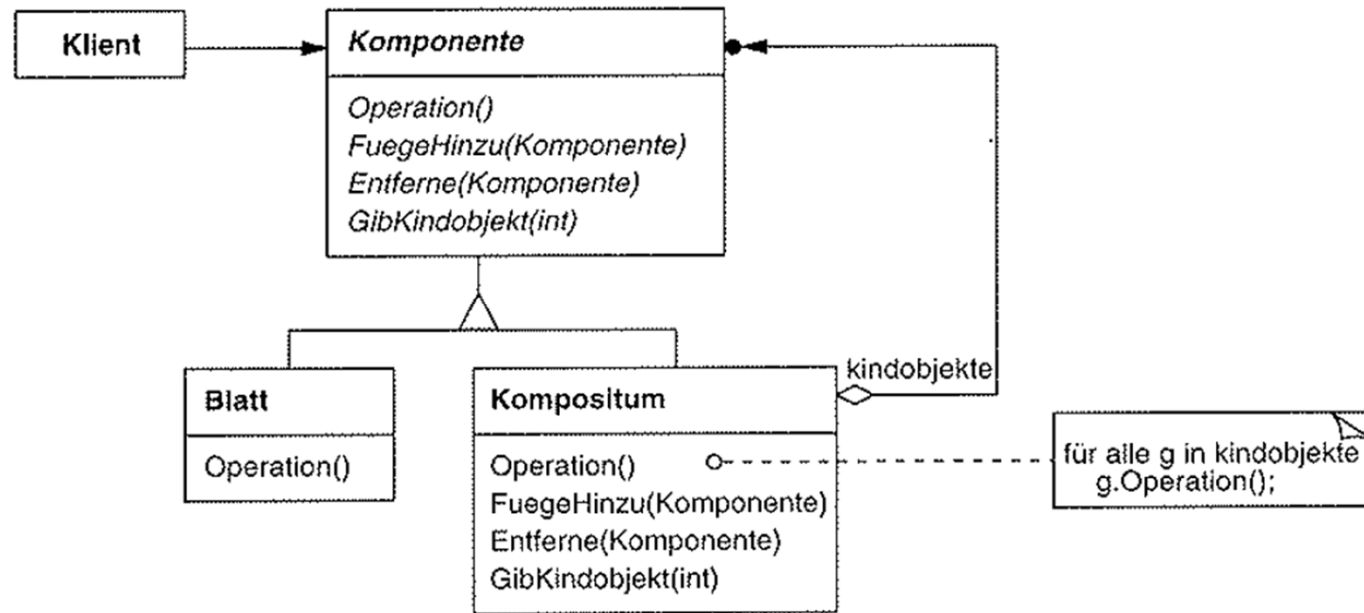 Klient
Komponente
Operation()
FuegeHinzu(Komponente)
Entferne(Komponente)
GibKindobjekt(int)
Blatt
Operation()
Kompositum
Operation()
FuegeHinzu(Komponente)
Entferne(Komponente)
GibKindobjekt(int)
kindobjekte
für alle g in kindobjekte
g.Operation();